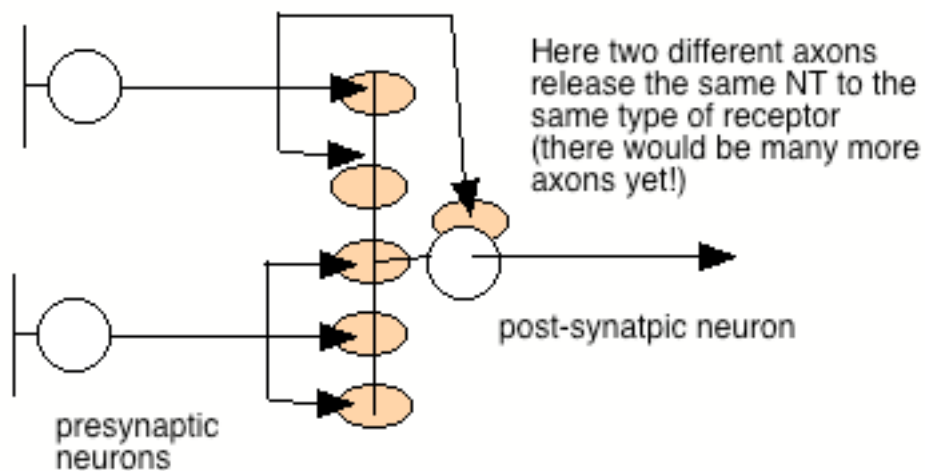 Here two different axons
release the same NT to the
same type of receptor
(there would be many more
axons yet!)
post-synatpic neuron
presynaptic
neurons